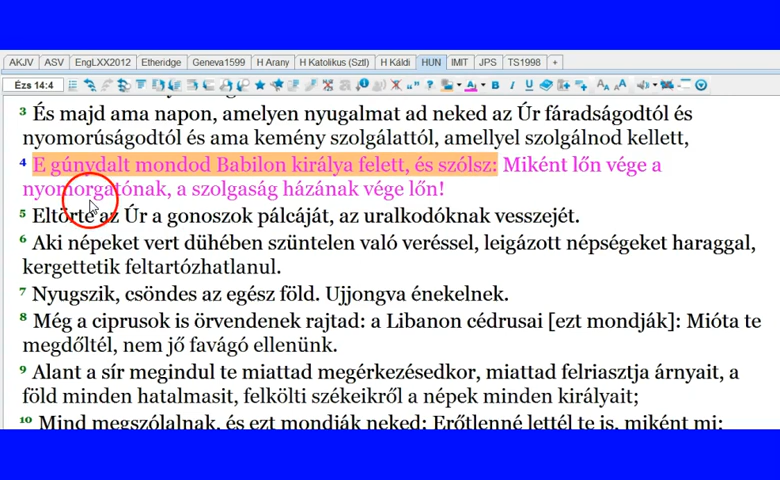 AKJV ASV EngLXX2012 Etheridge Geneva1599 H Arany H Katolikus (SztI) H Káldi HUN IMIT JPS TS1998 +
Ézs 14:4
3 És majd ama napon, amelyen nyugalmat ad neked az Úr fáradságodtól és
nyomorúságodtól és ama kemény szolgálattól, amellyel szolgálnod kellett,
4 E gúnydalt mondod Babilon királya felett, és szólsz: Miként lőn vége a
nyomorgatónak, a szolgaság házának vége lőn!
5 Eltörte az Úr a gonoszok pálcáját, az uralkodóknak vesszejét.
6 Aki népeket vert dühében szüntelen való veréssel, leigázott népségeket haraggal,
kergettetik feltartózhatlanul.
7 Nyugszik, csöndes az egész föld. Ujjongva énekelnek.
8 Még a ciprusok is örvendenek rajtad: a Libanon cédrusai [ezt mondják]: Mióta te
megdőltél, nem jő favágó ellenünk.
9 Alant a sír megindul te miattad megérkezésedkor, miattad felriasztja árnyait, a
föld minden hatalmasit, felkölti székeikről a népek minden királyait;
10 Mind megszólalnak, és ezt mondják neked: Erőtlenné lettél te is, miként mi;